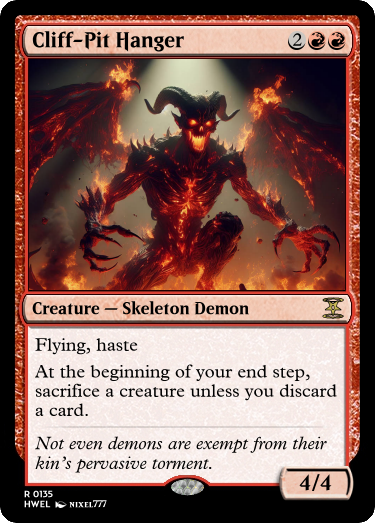 Cliff-Pit Hanger 2
Creature — Skeleton Demon
Flying, haste
At the beginning of your end step,
sacrifice a creature unless you discard
a card.
Not even demons are exempt from their
kin's pervasive torment.
4/4
R 0135
HWEL NIXEL777